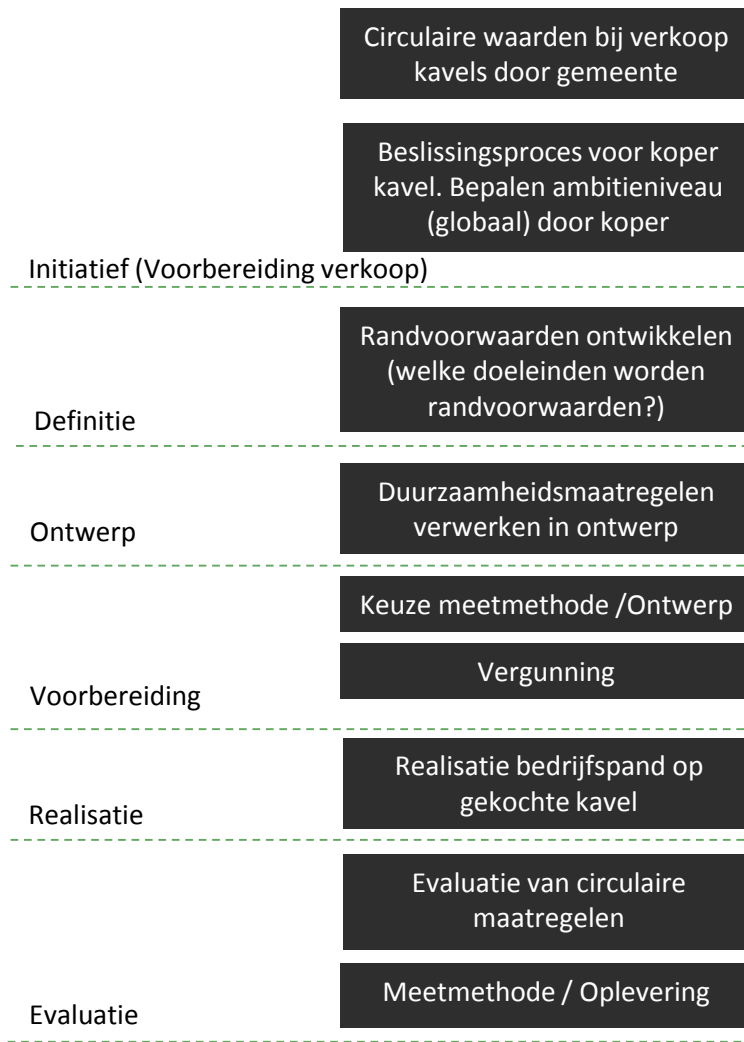 Circulaire waarden bij verkoop
kavels door gemeente
Beslissingsproces voor koper
kavel. Bepalen ambitieniveau
(globaal) door koper
Initiatief (Voorbereiding verkoop)
Randvoorwaarden ontwikkelen
(welke doeleinden worden
randvoorwaarden?)
Definitie
Duurzaamheidsmaatregelen
verwerken in ontwerp
Ontwerp
Keuze meetmethode /Ontwerp
Vergunning
Voorbereiding
Realisatie bedrijfspand op
gekochte kavel
Realisatie
Evaluatie van circulaire
maatregelen
Meetmethode / Oplevering
Evaluatie